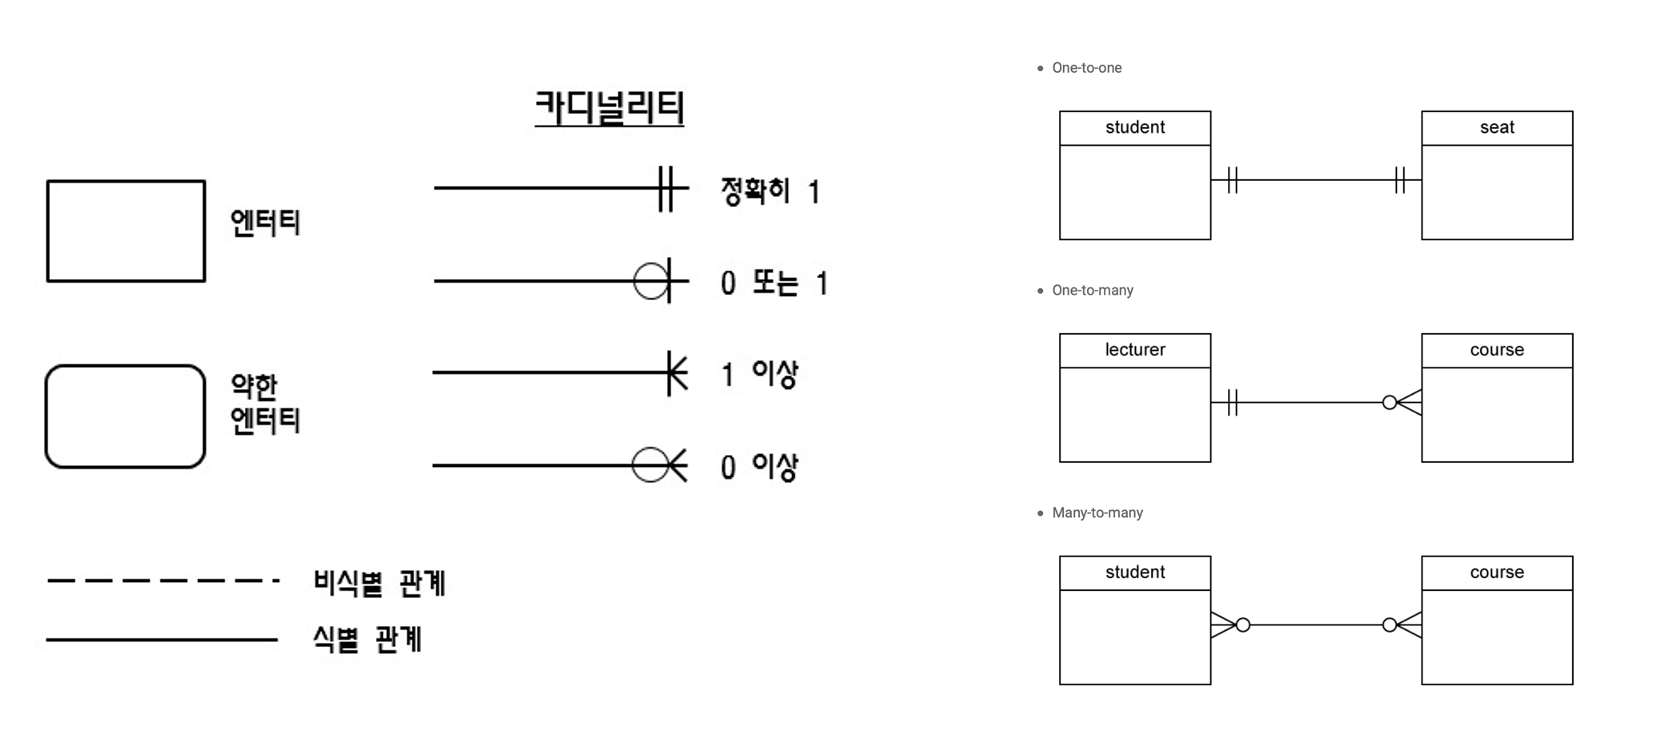 카디널리티
엔터티
정확히 1
0 또는 1
약한
엔터티
1 이상
0 이상
비식별 관계
식별 관계
• One-to-one
student
seat
• One-to-many
lecturer
course
• Many-to-many
student
course